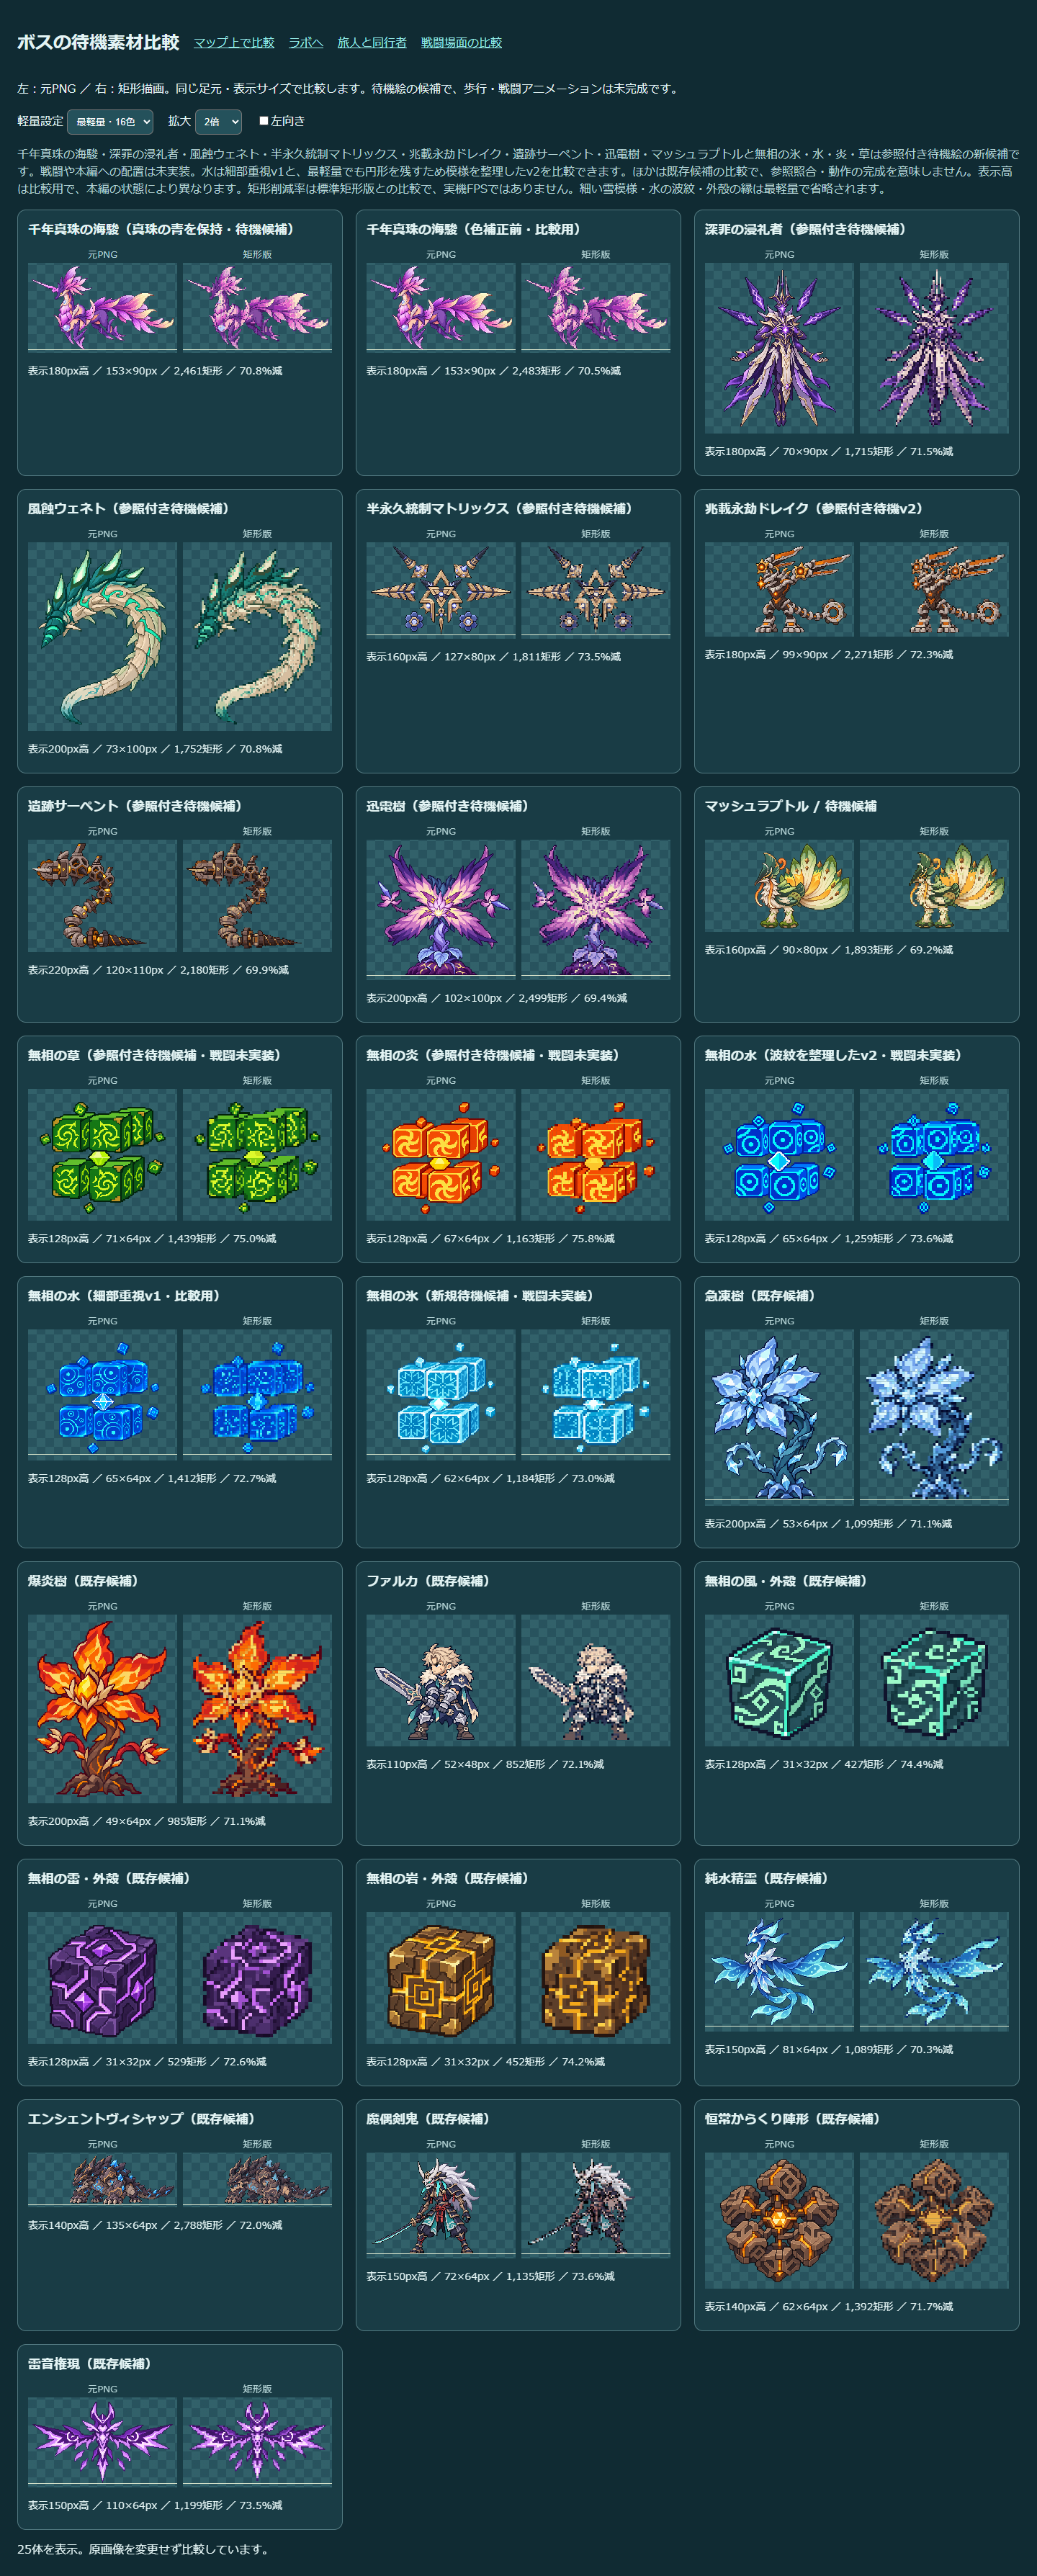 ボスの待機素材比較 マップ上で比較 ラボへ 旅人と同行者 戦闘場面の比較
左：元PNG ／ 右：矩形描画。同じ足元・表示サイズで比較します。待機絵の候補で、歩行・戦闘アニメーションは未完成です。
軽量設定 最軽量・16色 拡大 2倍 左向き
千年真珠の海駿・深罪の浸礼者・風蝕ウェネト・半永久統制マトリックス・兆載永劫ドレイク・遺跡サーペント・迅電樹・マッシュラプトルと無相の氷・水・炎・草は参照付き待機絵の新候補で
す。戦闘や本編への配置は未実装。水は細部重視v1と、最軽量でも円形を残すため模様を整理したv2を比較できます。ほかは既存候補の比較で、参照照合・動作の完成を意味しません。表示高
は比較用で、本編の状態により異なります。矩形削減率は標準矩形版との比較で、実機FPSではありません。細い雪模様・水の波紋・外殻の縁は最軽量で省略されます。
千年真珠の海駿（真珠の青を保持・待機候補）
元PNG 矩形版
表示180px高 ／ 153×90px ／ 2,461矩形 ／ 70.8%減
千年真珠の海駿（色補正前・比較用）
元PNG 矩形版
表示180px高 ／ 153×90px ／ 2,483矩形 ／ 70.5%減
深罪の浸礼者（参照付き待機候補）
元PNG 矩形版
表示180px高 ／ 70×90px ／ 1,715矩形 ／ 71.5%減
風蝕ウェネト（参照付き待機候補）
元PNG 矩形版
表示200px高 ／ 73×100px ／ 1,752矩形 ／ 70.8%減
半永久統制マトリックス（参照付き待機候補）
元PNG 矩形版
表示160px高 ／ 127×80px ／ 1,811矩形 ／ 73.5%減
兆載永劫ドレイク（参照付き待機v2）
元PNG 矩形版
表示180px高 ／ 99×90px ／ 2,271矩形 ／ 72.3%減
遺跡サーペント（参照付き待機候補）
元PNG 矩形版
表示220px高 ／ 120×110px ／ 2,180矩形 ／ 69.9%減
迅電樹（参照付き待機候補）
元PNG 矩形版
表示200px高 ／ 102×100px ／ 2,499矩形 ／ 69.4%減
マッシュラプトル / 待機候補
元PNG 矩形版
表示160px高 ／ 90×80px ／ 1,893矩形 ／ 69.2%減
無相の草（参照付き待機候補・戦闘未実装）
元PNG 矩形版
表示128px高 ／ 71×64px ／ 1,439矩形 ／ 75.0%減
無相の炎（参照付き待機候補・戦闘未実装）
元PNG 矩形版
表示128px高 ／ 67×64px ／ 1,163矩形 ／ 75.8%減
無相の水（波紋を整理したv2・戦闘未実装）
元PNG 矩形版
表示128px高 ／ 65×64px ／ 1,259矩形 ／ 73.6%減
無相の水（細部重視v1・比較用）
元PNG 矩形版
表示128px高 ／ 65×64px ／ 1,412矩形 ／ 72.7%減
無相の氷（新規待機候補・戦闘未実装）
元PNG 矩形版
表示128px高 ／ 62×64px ／ 1,184矩形 ／ 73.0%減
急凍樹（既存候補）
元PNG 矩形版
表示200px高 ／ 53×64px ／ 1,099矩形 ／ 71.1%減
爆炎樹（既存候補）
元PNG 矩形版
表示200px高 ／ 49×64px ／ 985矩形 ／ 71.1%減
ファルカ（既存候補）
元PNG 矩形版
表示110px高 ／ 52×48px ／ 852矩形 ／ 72.1%減
無相の風・外殻（既存候補）
元PNG 矩形版
表示128px高 ／ 31×32px ／ 427矩形 ／ 74.4%減
無相の雷・外殻（既存候補）
元PNG 矩形版
表示128px高 ／ 31×32px ／ 529矩形 ／ 72.6%減
無相の岩・外殻（既存候補）
元PNG 矩形版
表示128px高 ／ 31×32px ／ 452矩形 ／ 74.2%減
純水精霊（既存候補）
元PNG 矩形版
表示150px高 ／ 81×64px ／ 1,089矩形 ／ 70.3%減
エンシェントヴィシャップ（既存候補）
元PNG 矩形版
表示140px高 ／ 135×64px ／ 2,788矩形 ／ 72.0%減
魔偶剣鬼（既存候補）
元PNG 矩形版
表示150px高 ／ 72×64px ／ 1,135矩形 ／ 73.6%減
恒常からくり陣形（既存候補）
元PNG 矩形版
表示140px高 ／ 62×64px ／ 1,392矩形 ／ 71.7%減
雷音権現（既存候補）
元PNG 矩形版
表示150px高 ／ 110×64px ／ 1,199矩形 ／ 73.5%減
25体を表示。原画像を変更せず比較しています。